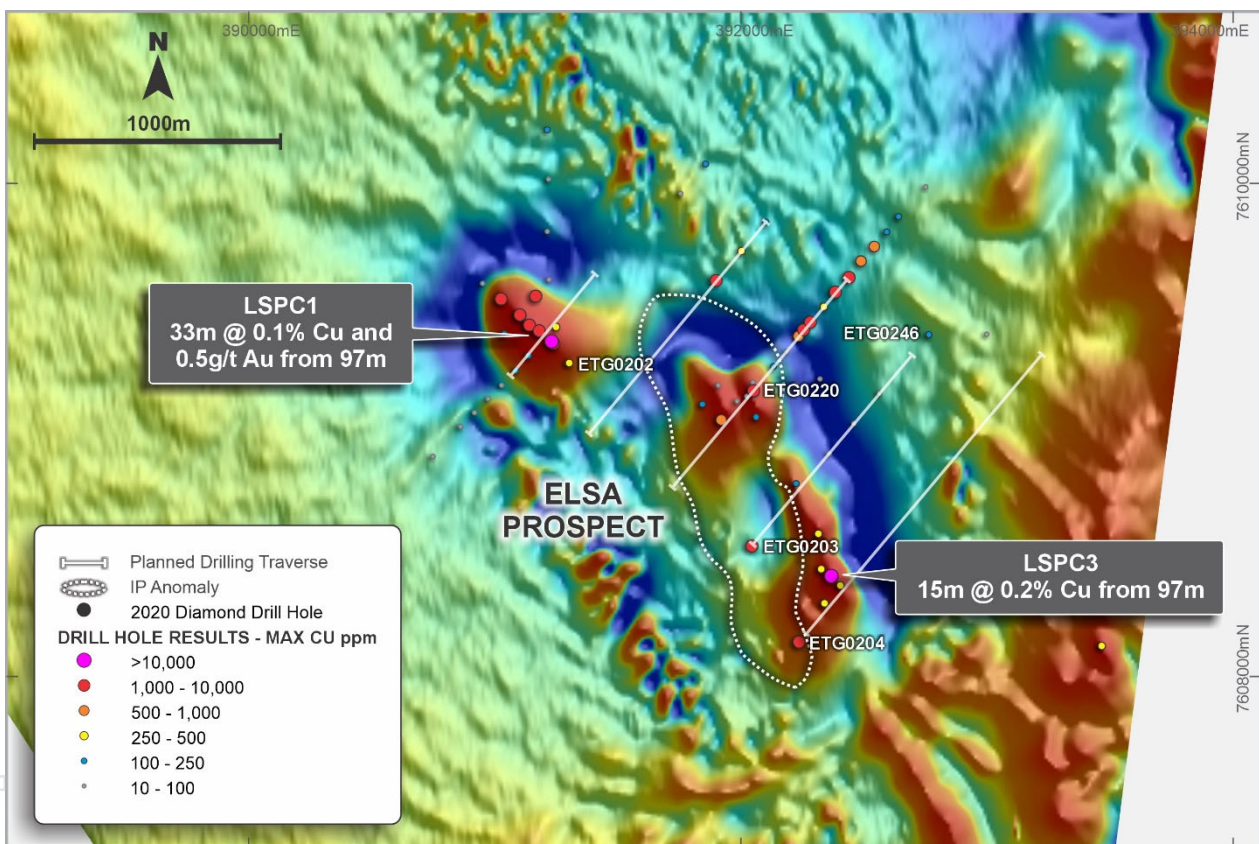 390000mE
392000mE
394000mE
N
1000m
7610000mN
LSPC1
33m @ 0.1% Cu and
0.5g/t Au from 97m
ETG0202
ETG0246
ETG0220
ELSA
PROSPECT
ETG0203
LSPC3
15m @ 0.2% Cu from 97m
ETG0204
7608000mN
Planned Drilling Traverse
IP Anomaly
2020 Diamond Drill Hole
DRILL HOLE RESULTS - MAX CU ppm
>10,000
1,000 - 10,000
500 - 1,000
250 - 500
100 - 250
10 - 100